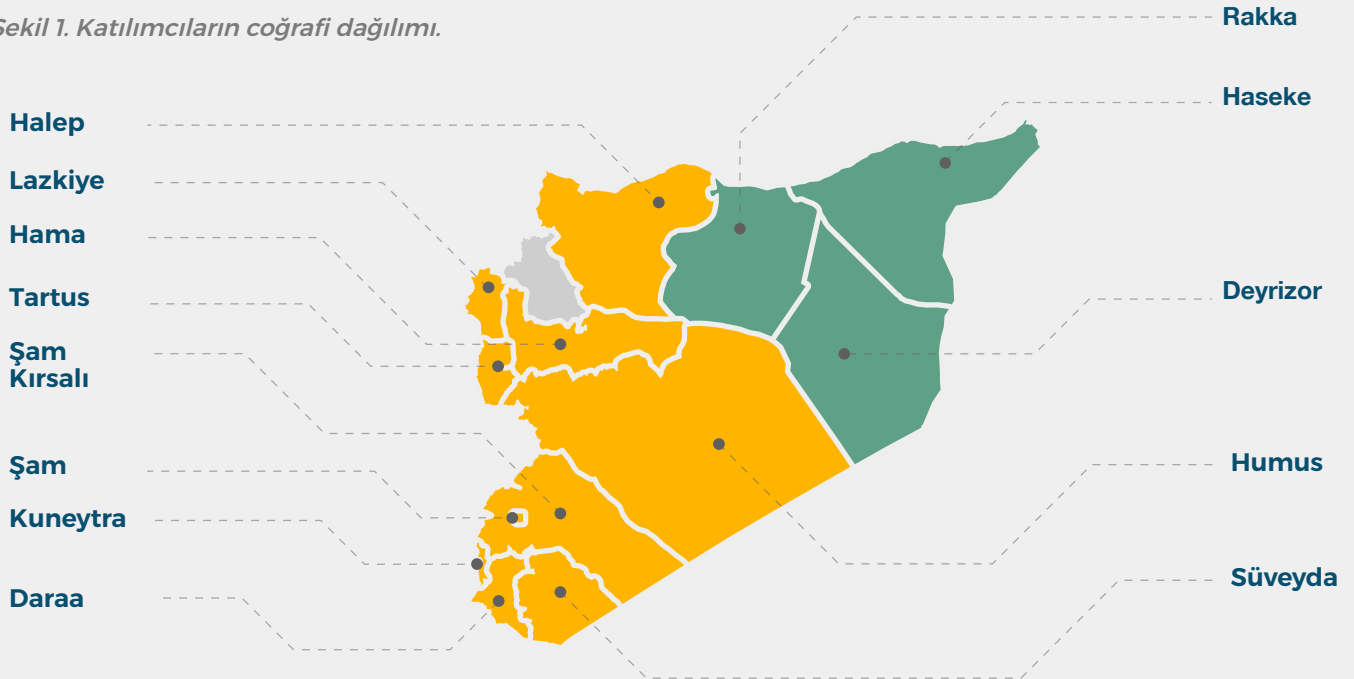 Şekil 1. Katılımcıların coğrafi dağılımı.
Halep
Lazkiye
Hama
Tartus
Şam
Kırsalı
Şam
Kuneytra
Daraa
Rakka
Haseke
Deyrizor
Humus
Süveyda